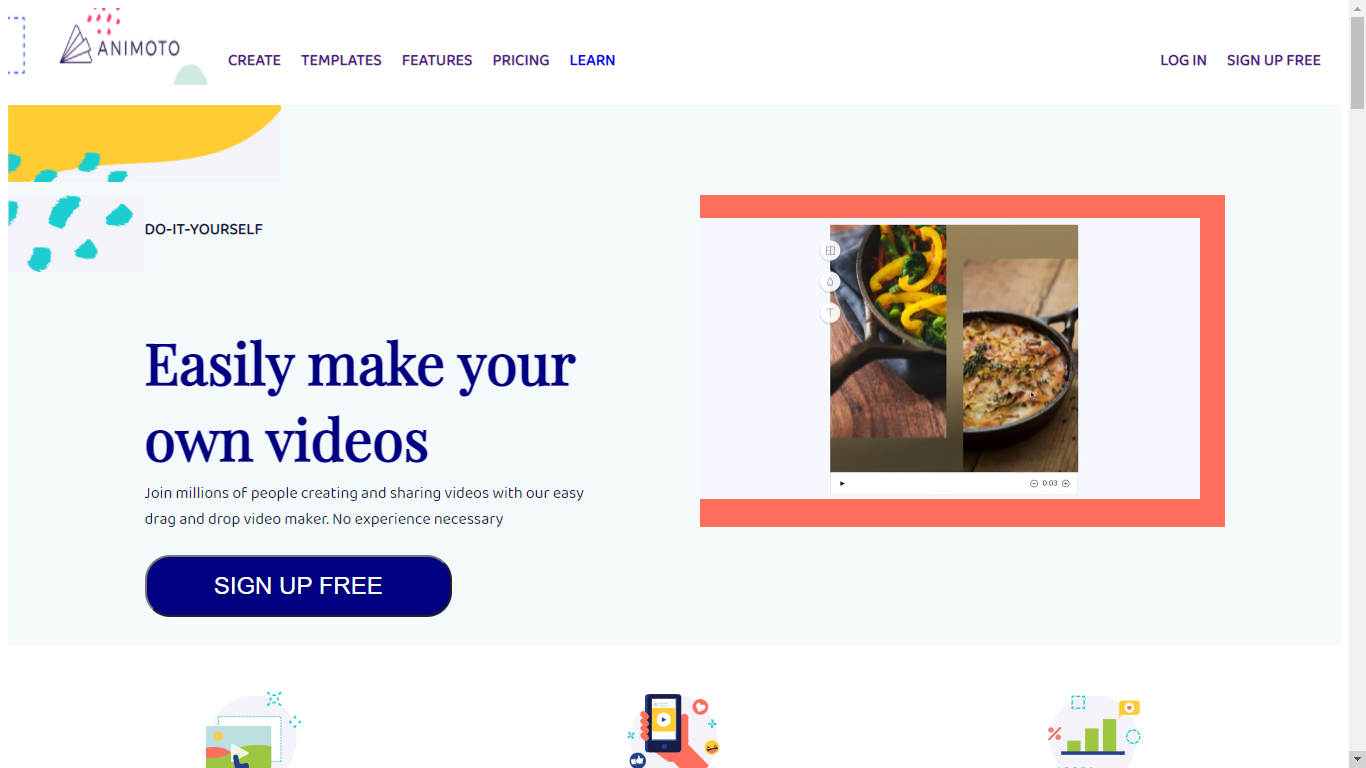 ANIMOTO
CREATE TEMPLATES FEATURES PRICING LEARN LOG IN SIGN UP FREE
DO-IT-YOURSELF
Easily make your
own videos
Join millions of people creating and sharing videos with our easy
drag and drop video maker. No experience necessary
0:03
SIGN UP FREE